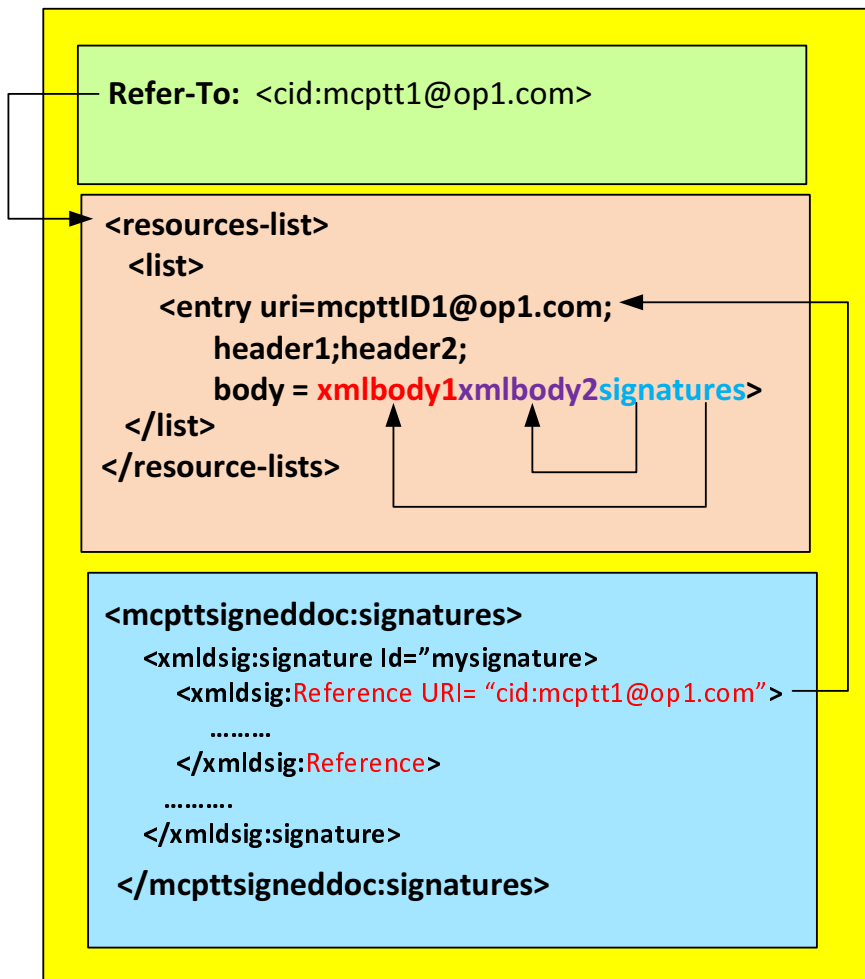 Refer-To: <cid:mcptt1@op1.com>
<resources-list>
<list>
<entry uri=mcpttID1@op1.com;
header1;header2;
body = xmlbody1xmlbody2signatures>
</list>
</resource-lists>
<mcpttsigneddoc:signatures>
<xmldsig:signature Id=”mysignature>
<xmldsig:Reference URI= “cid:mcptt1@op1.com”>
………
</xmldsig:Reference>
……….
</xmldsig:signature>
</mcpttsigneddoc:signatures>